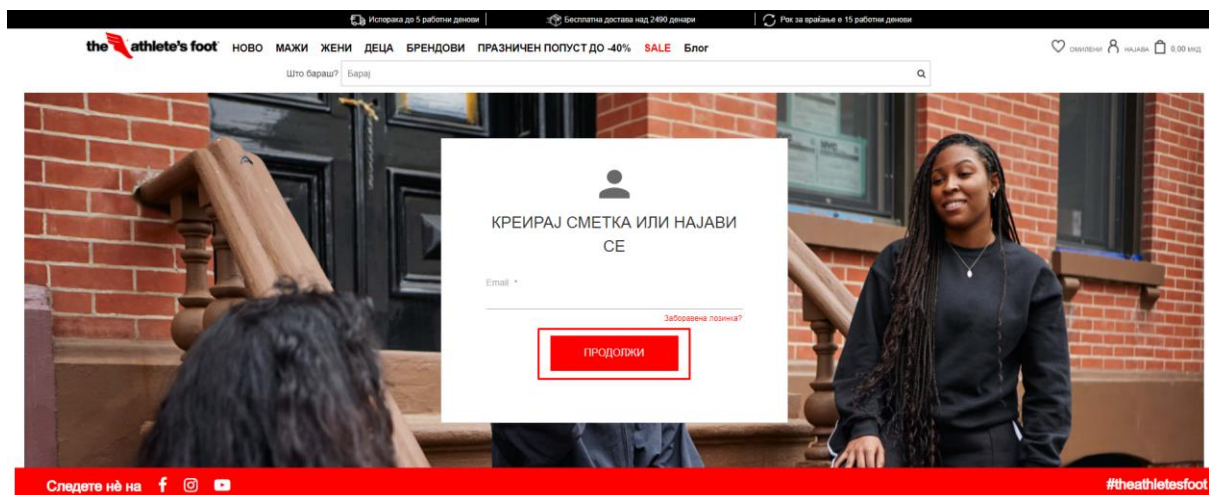 Испорака до 5 работни денови
Бесплатна достава над 2490 денари
Рок за враќање е 15 работни денови
the athlete's foot
НОВО МАЖИ ЖЕНИ ДЕЦА БРЕНДОВИ ПРАЗНИЧЕН ПОПУСТ ДО -40% SALE Блог
ОМИЛЕНИ НАЈАВА 0,00 МКД
Што бараш? Барај
КРЕИРАЈ СМЕТКА ИЛИ НАЈАВИ
СЕ
Email *
Заборавена лозинка?
ПРОДОЛЖИ
Следете нè на
#theathletesfoot